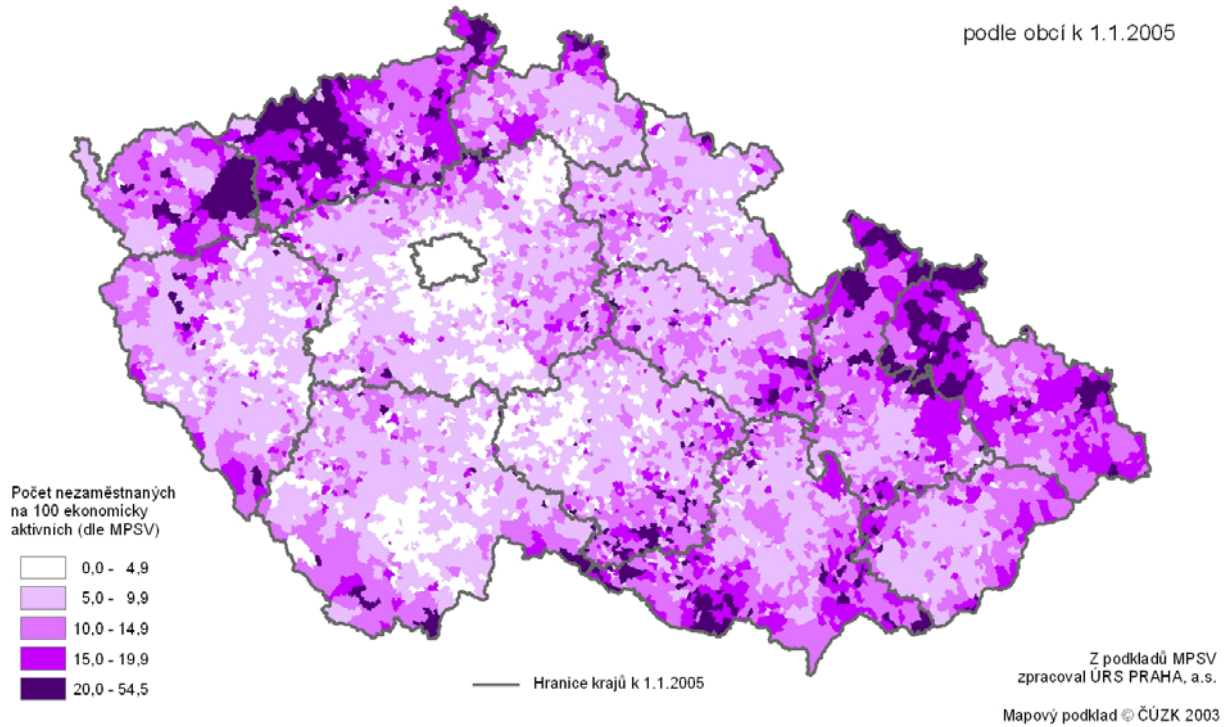 podle obcí k 1.1.2005
Počet nezaměstnaných
na 100 ekonomicky
aktivních (dle MPSV)
0,0 - 4,9
5,0 - 9,9
10,0 - 14,9
15,0 - 19,9
20,0 - 54,5
Hranice krajů k 1.1.2005
Z podkladů MPSV
zpracoval ÚRS PRAHA, a.s.
Mapový podklad © ČÚZK 2003